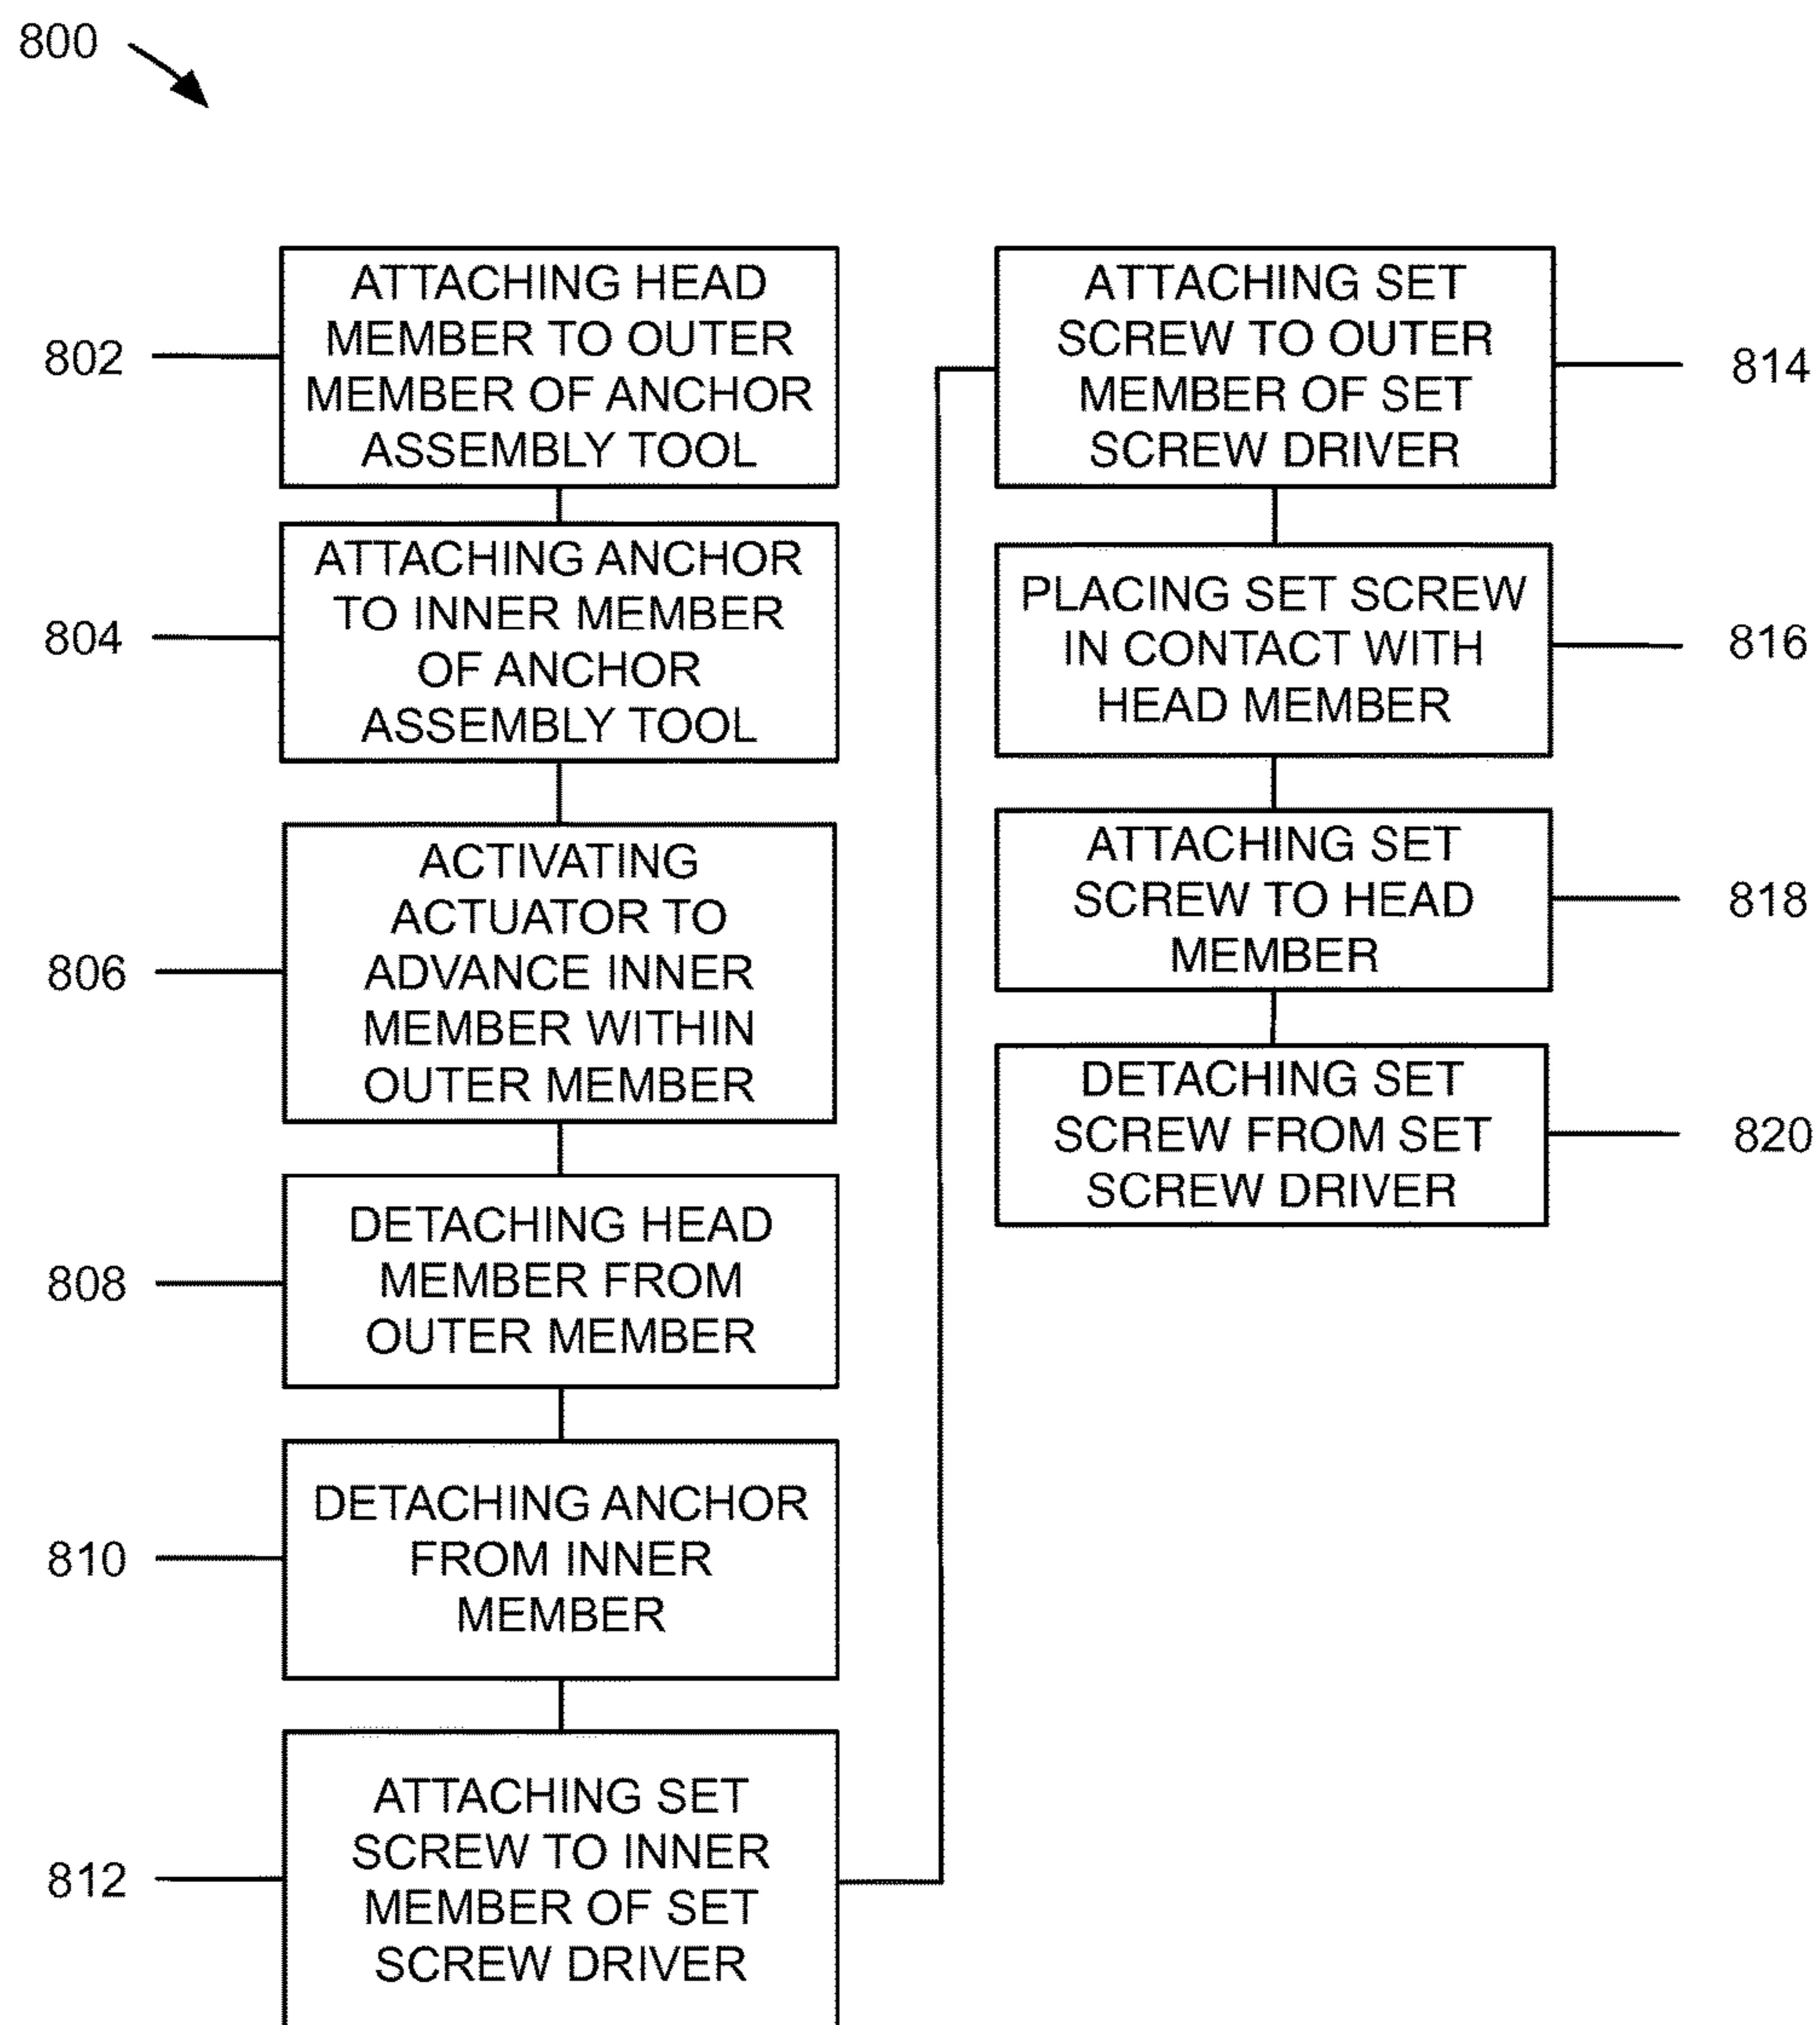 800
802
ATTACHING HEAD
MEMBER TO OUTER
MEMBER OF ANCHOR
ASSEMBLY TOOL
804
ATTACHING ANCHOR
TO INNER MEMBER
OF ANCHOR
ASSEMBLY TOOL
806
ACTIVATING
ACTUATOR TO
ADVANCE INNER
MEMBER WITHIN
OUTER MEMBER
808
DETACHING HEAD
MEMBER FROM
OUTER MEMBER
810
DETACHING ANCHOR
FROM INNER
MEMBER
812
ATTACHING SET
SCREW TO INNER
MEMBER OF SET
SCREW DRIVER
ATTACHING SET
SCREW TO OUTER
MEMBER OF SET
SCREW DRIVER
814
PLACING SET SCREW
IN CONTACT WITH
HEAD MEMBER
816
ATTACHING SET
SCREW TO HEAD
MEMBER
818
DETACHING SET
SCREW FROM SET
SCREW DRIVER
820